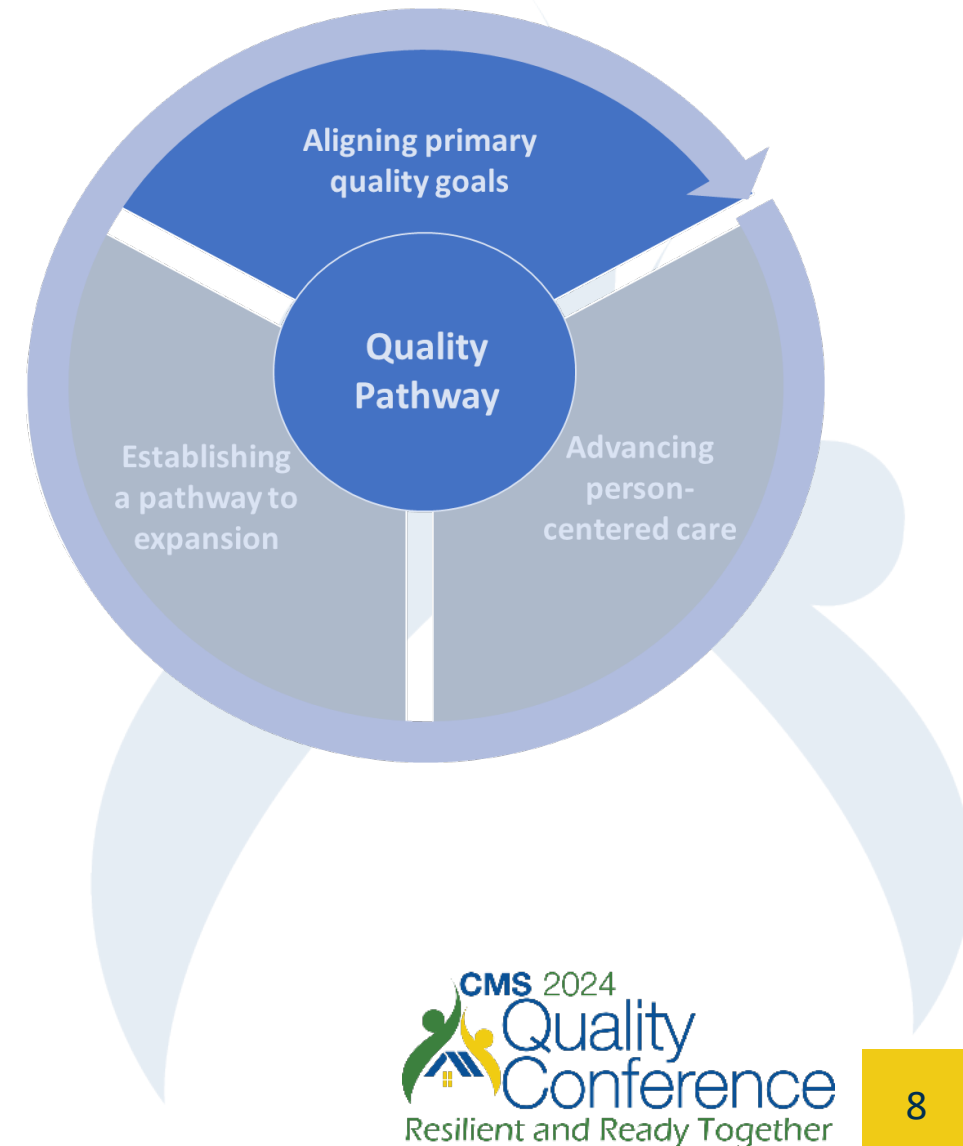 Aligning primary
quality goals
Quality
Pathway
Establishing
a pathway to
expansion
Advancing
person-
centered care
CMS 2024
Quality
Conference
Resilient and Ready Together
8